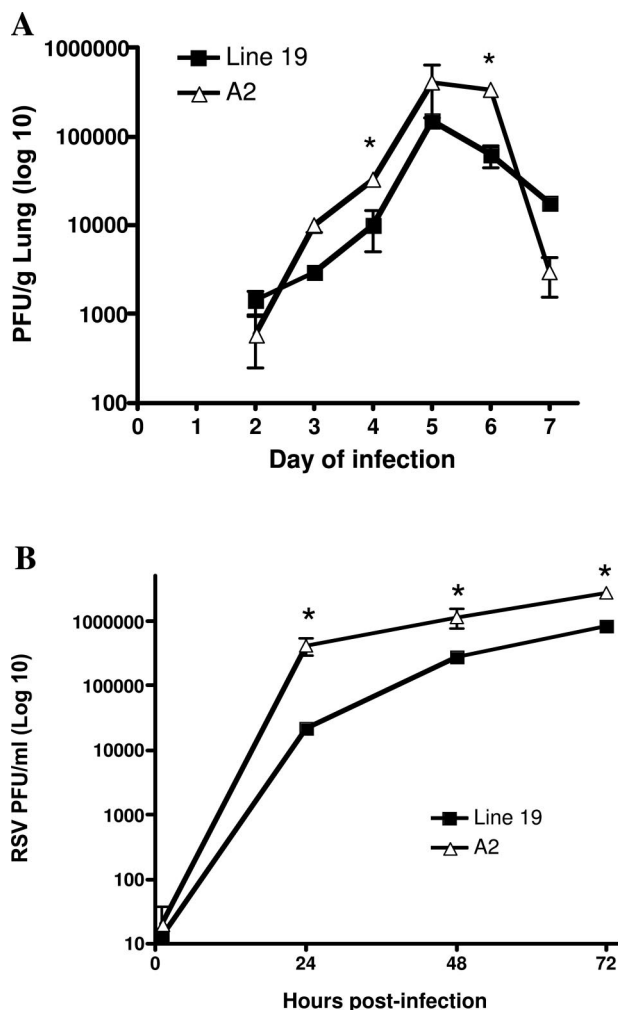 A
PFU/g Lung (log 10)
1000000
100000
10000
1000
100
Line 19
A2
*
*
0 1 2 3 4 5 6 7
Day of infection
B
RSV PFU/ml (Log 10)
1000000
100000
10000
1000
100
10
*
*
*
Line 19
A2
0 24 48 72
Hours post-infection